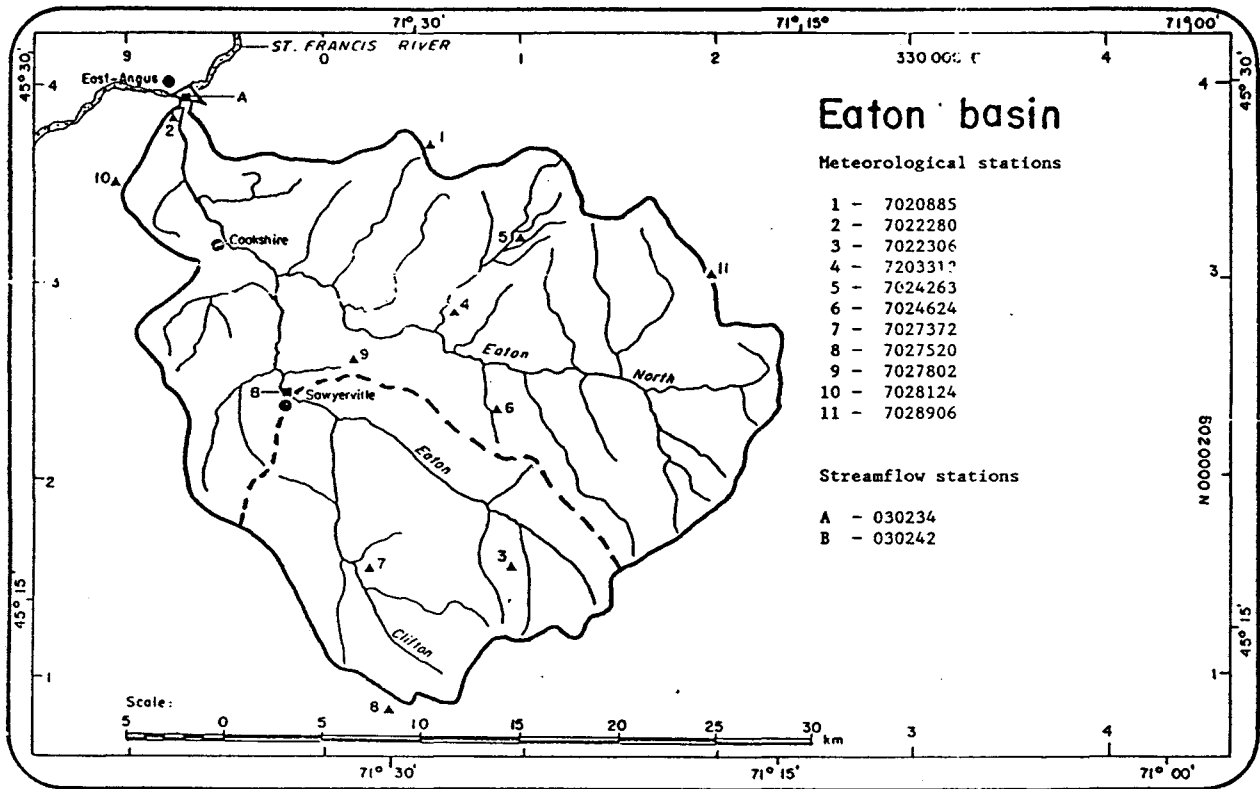 71° 30'
71° 15'
71°00'
9
0
1
2
330 000 E
3
4
ST. FRANCIS RIVER
45° 30'
4
4
45° 30'
East-Angus
A
2
1
10
Cookshire
5
11
3
3
4
9
Eaton
North
8
Sawyerville
6
Eaton
2
7
3
45° 15'
45° 15'
Clifton
1
1
8
Eaton basin
Meteorological stations
1 - 7020885
2 - 7022280
3 - 7022306
4 - 7203312
5 - 7024263
6 - 7024624
7 - 7027372
8 - 7027520
9 - 7027802
10 - 7028124
11 - 7028906
Streamflow stations
A - 030234
B - 030242
N0000209
Scale:
5 0 5 10 15 20 25 30 km
3
4
71° 30'
71° 15'
71° 00'